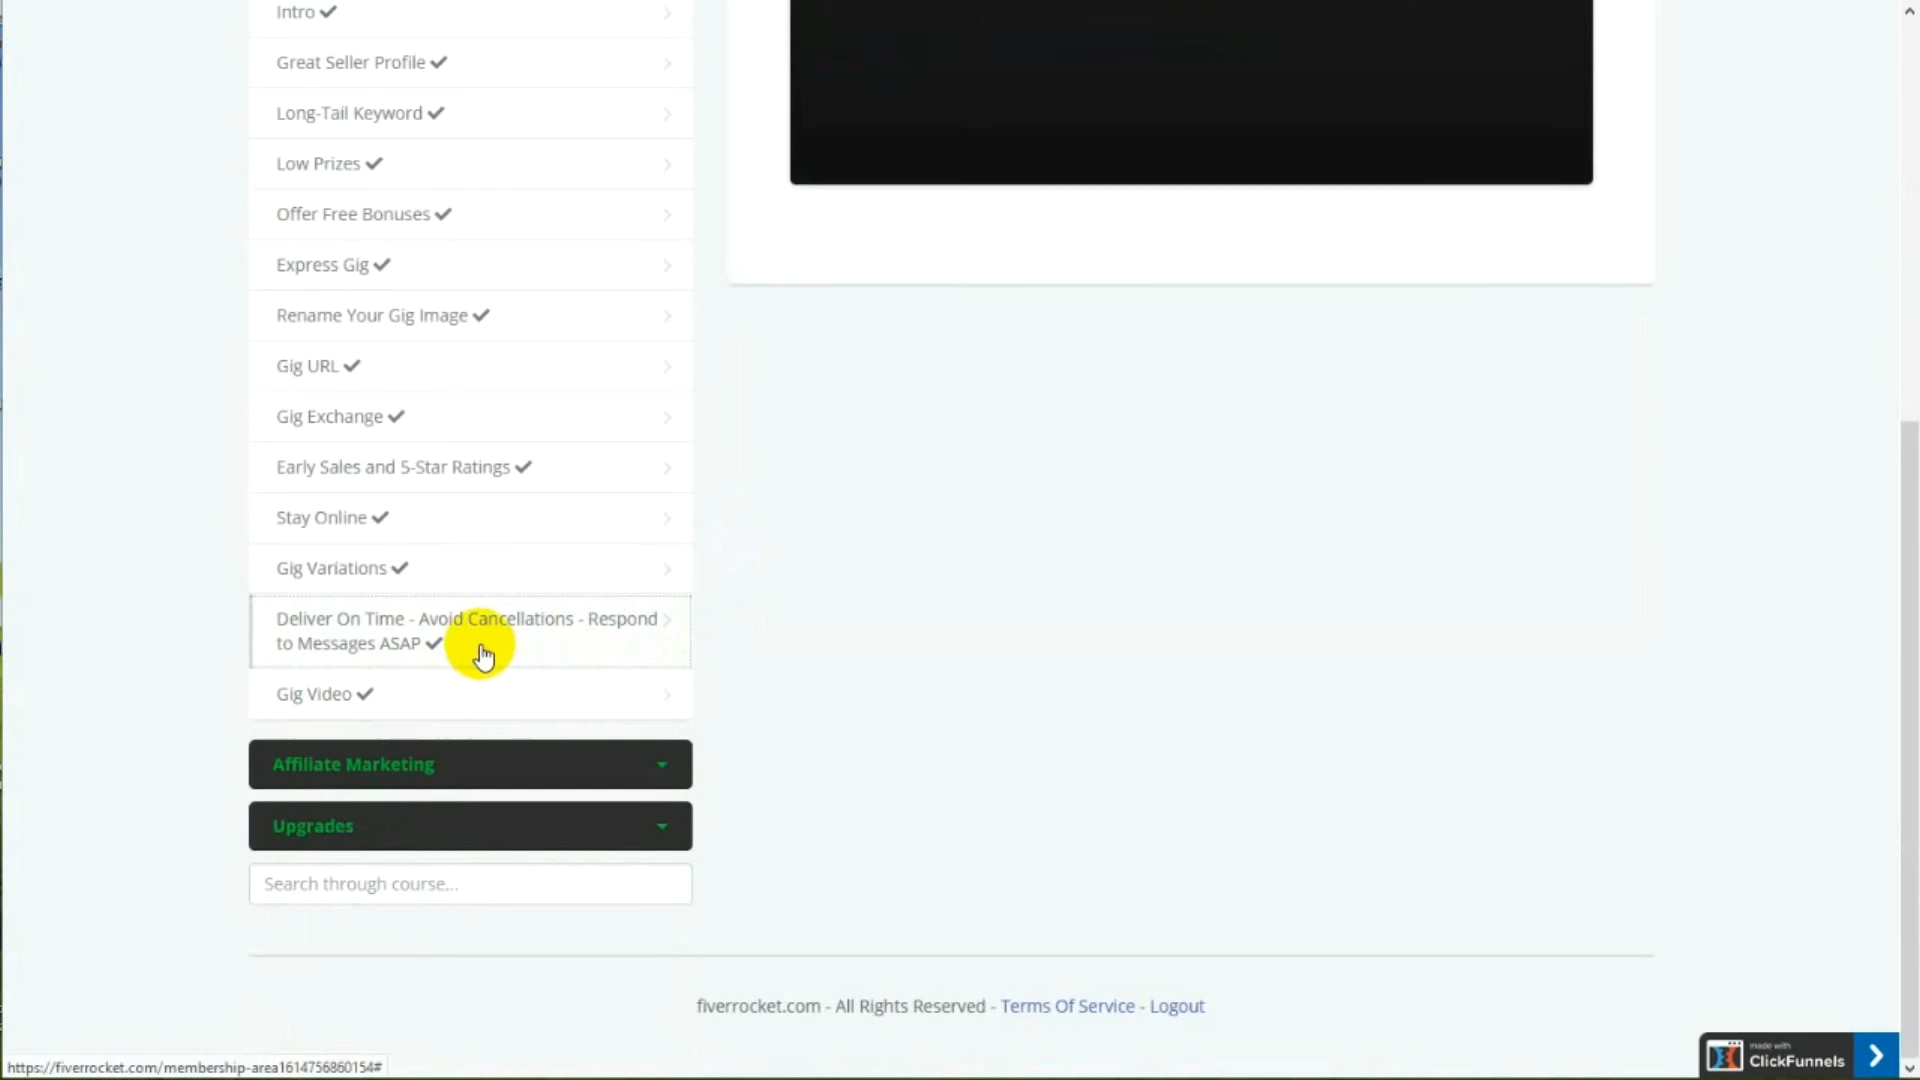 Intro
Great Seller Profile
Long-Tail Keyword
Low Prizes
Offer Free Bonuses
Express Gig
Rename Your Gig Image
Gig URL
Gig Exchange
Early Sales and 5-Star Ratings
Stay Online
Gig Variations
Deliver On Time - Avoid Cancellations - Respond
to Messages ASAP
Gig Video
Affiliate Marketing
Upgrades
Search through course...
fiverrocket.com - All Rights Reserved - Terms Of Service - Logout
made with
ClickFunnels
https://fiverrocket.com/membership-area1614756860154#